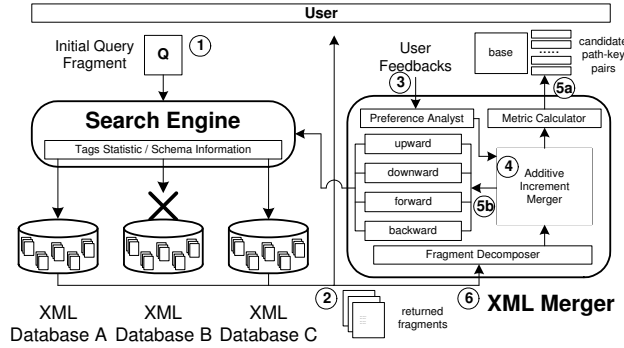 User
Initial Query
Fragment
Q
1
User
Feedbacks
3
base
.....
candidate
path-key
pairs
5a
Search Engine
Tags Statistic / Schema Information
Preference Analyst
Metric Calculator
upward
downward
forward
backward
4
5b
Additive
Increment
Merger
Fragment Decomposer
2
6
XML Merger
returned
fragments
XML
Database A
XML
Database B
XML
Database C